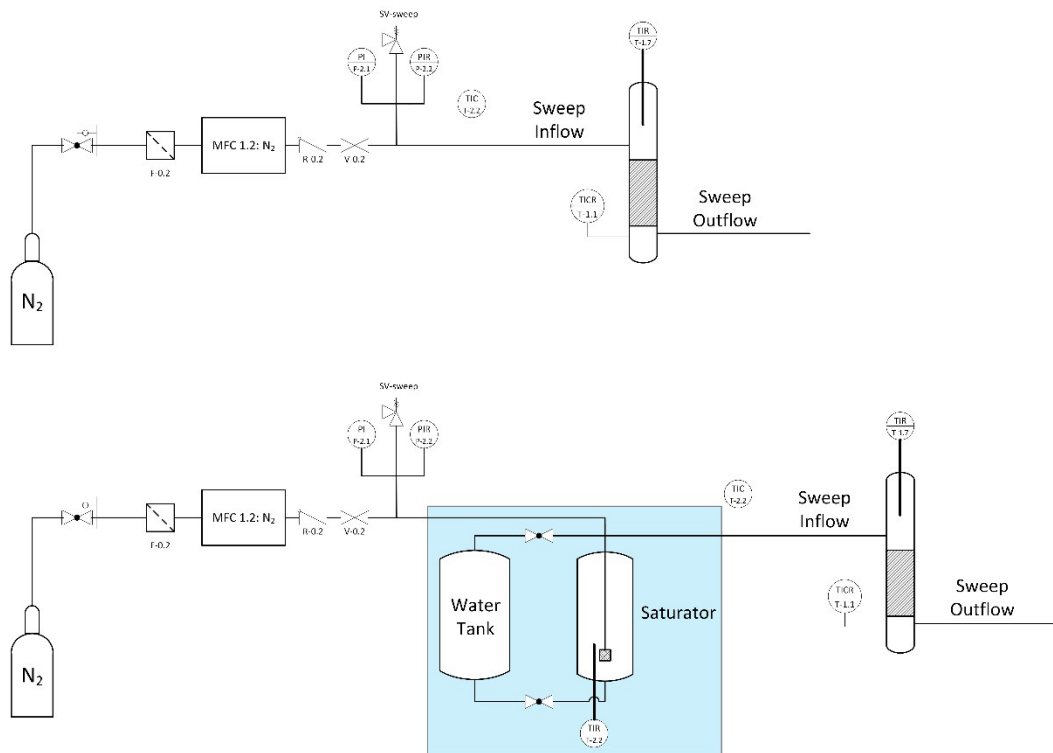 SV-sweep
PI
F-2.1
PIR
P-2.2
TIC
T-2.2
TIR
T-1.7
Sweep
Inflow
MFC 1.2: N₂
F-0.2
R-0.2
V-0.2
TICR
T-1.1
Sweep
Outflow
N₂
SV-sweep
PI
P-2.1
PIR
P-2.2
TIR
T-1.7
TIC
T-2.2
Sweep
Inflow
MFC 1.2: N₂
F-0.2
R-0.2
V-0.2
Water
Tank
Saturator
TICR
T-1.1
Sweep
Outflow
N₂
TIR
T-2.2